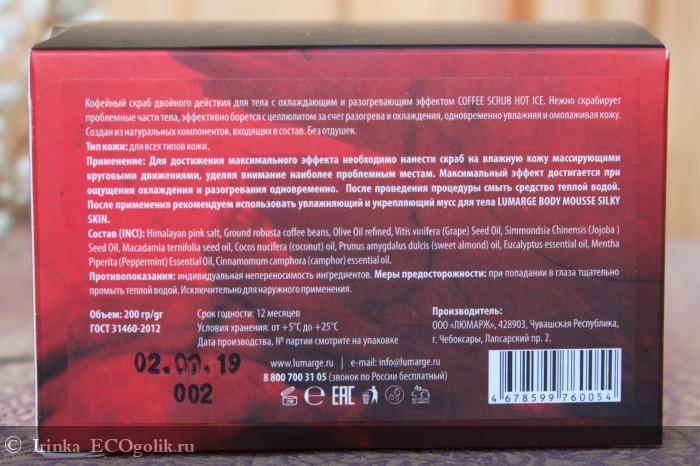 Кофейный скраб двойного действия для тела с охлаждающим и разогревающим эффектом COFFEE SCRUB HOT ICE. Нежно скрабирует
проблемные части тела, эффективно борется с целлюлитом за счет разогрева и охлаждения, одновременно увлажняя и омолаживая кожу.
Создан из натуральных компонентов, входящих в состав. Без отдушек.
Тип кожи: для всех типов кожи.
Применение: Для достижения максимального эффекта необходимо нанести скраб на влажную кожу массирующими
круговыми движениями, уделяя внимание наиболее проблемным местам. Максимальный эффект достигается при
ощущении охлаждения и разогревания одновременно. После проведения процедуры смыть средство теплой водой.
После применения рекомендуем использовать увлажняющий и укрепляющий мусс для тела LUMARGE BODY MOUSSE SILKY
SKIN.
Состав (INCI): Himalayan pink salt, Ground robusta coffee beans, Olive Oil refined, Vitis vinifera (Grape) Seed Oil, Simmondsia Chinensis (Jojoba )
Seed Oil, Macadamia ternifolia seed oil, Cocos nucifera (coconut) oil, Prunus amygdalus dulcis (sweet almond) oil, Eucalyptus essential oil, Mentha
Piperita (Peppermint) Essential Oil, Cinnamomum camphora (camphor) essential oil.
Противопоказания: индивидуальная непереносимость ингредиентов. Меры предосторожности: при попадании в глаза тщательно
промыть теплой водой. Исключительно для наружного применения.
Объем: 200 гр/gr
ГОСТ 31460-2012
Срок годности: 12 месяцев
Условия хранения: от +5°C до +25°C
Дата производства, № партии смотрите на упаковке
Производитель:
ООО «ЛЮМАРЖ», 428903, Чувашская Республика,
г. Чебоксары, Лапсарский пр. 2.
02.09.19
002
www.lumarge.ru | e-mail: info@lumarge.ru
8 800 700 31 05 (звонок по России бесплатный)
2M
EAC
4 678599 760054
© Irinka_ECOgolik.ru